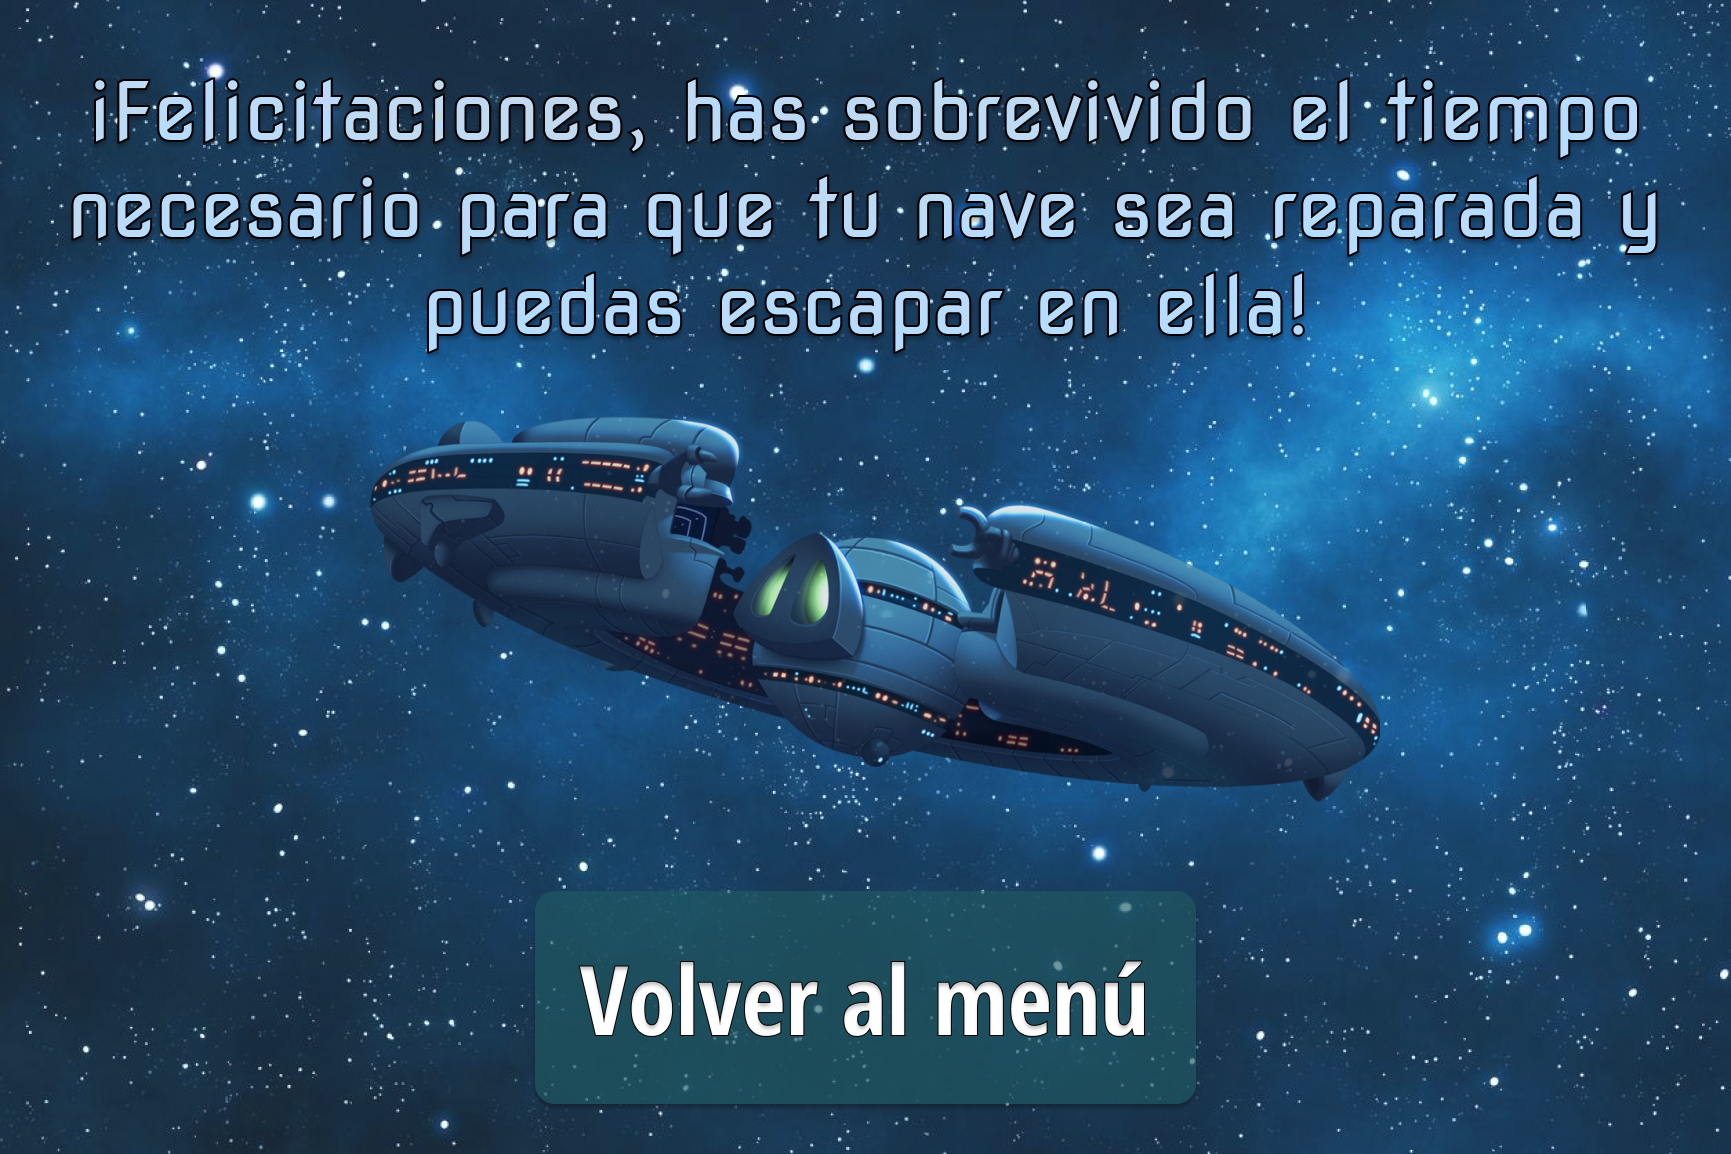 ¡Felicitaciones, has sobrevivido el tiempo
necesario para que tu nave sea reparada y
puedas escapar en ella!
Volver al menú